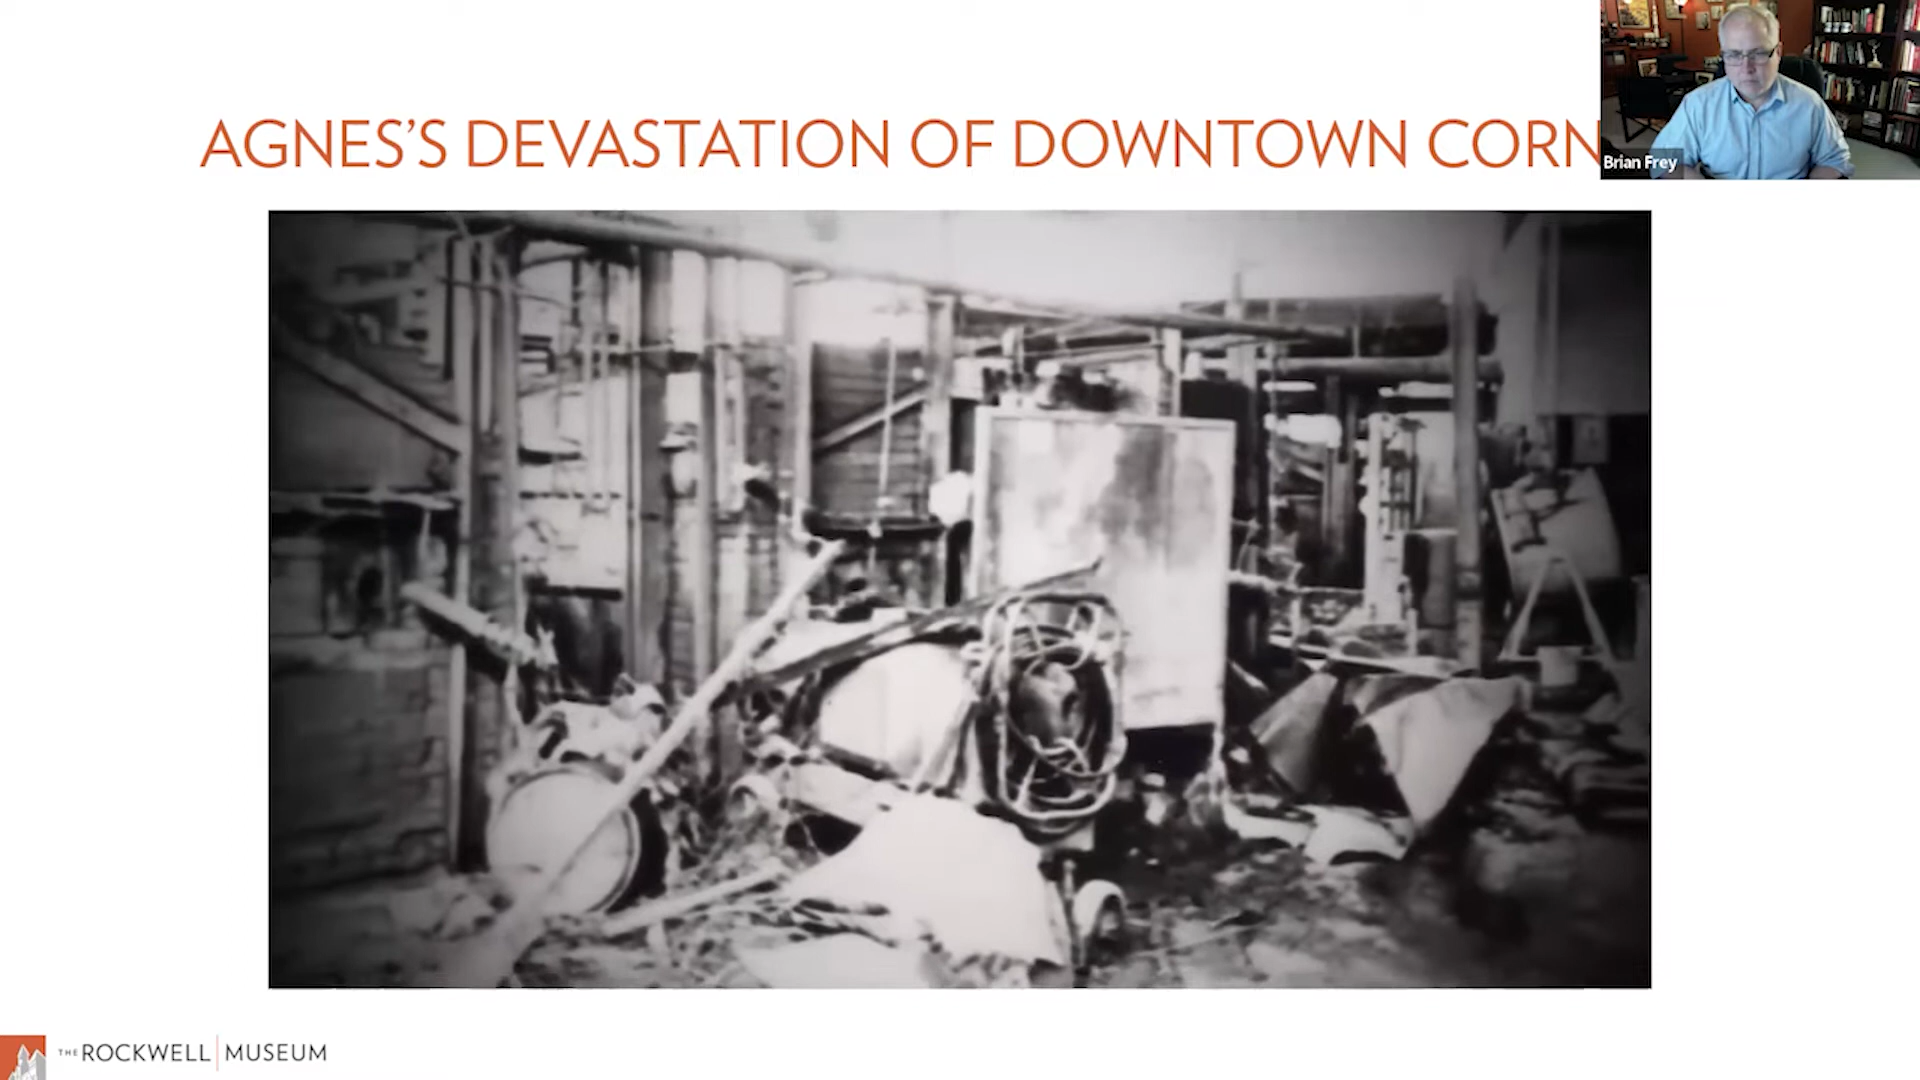 AGNES'S DEVASTATION OF DOWNTOWN CORN
Brian Frey
THE ROCKWELL | MUSEUM